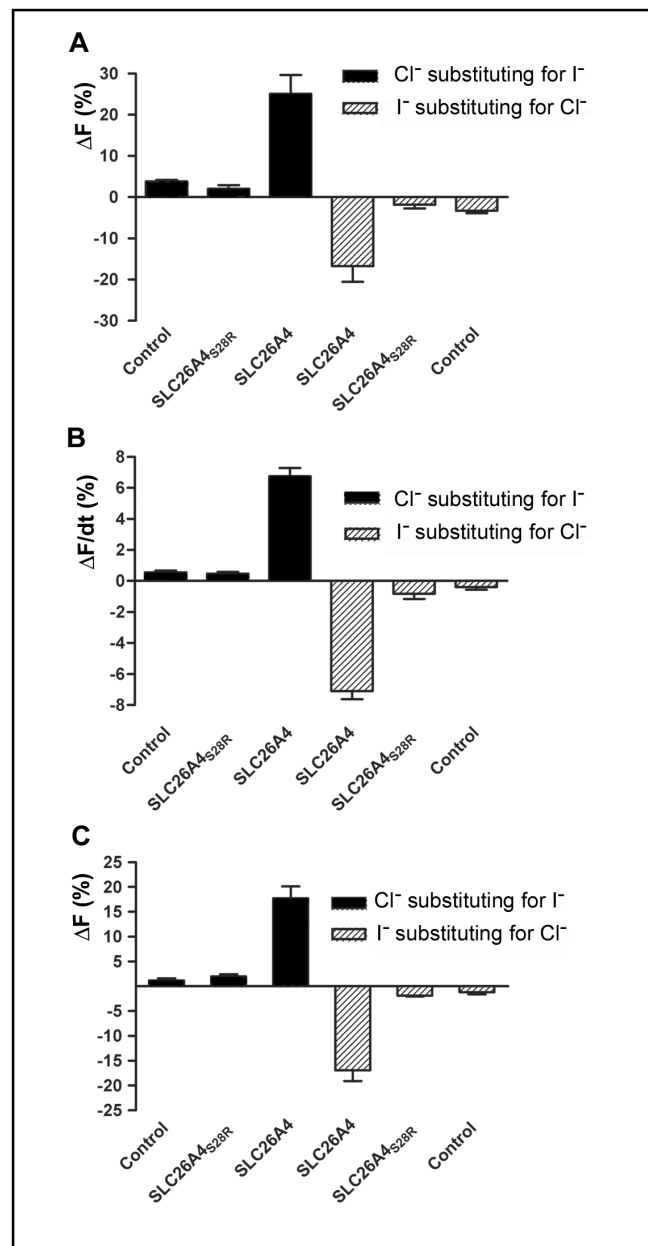 A
ΔF (%)
30
20
10
0
-10
-20
-30
Cl⁻ substituting for I⁻
I⁻ substituting for Cl⁻
Control
SLC26A4S28R
SLC26A4
SLC26A4
SLC26A4S28R
Control
B
ΔF/dt (%)
8
6
4
2
0
-2
-4
-6
-8
Cl⁻ substituting for I⁻
I⁻ substituting for Cl⁻
Control
SLC26A4S28R
SLC26A4
SLC26A4
SLC26A4S28R
Control
C
ΔF (%)
25
20
15
10
5
-5
-10
-15
-20
-25
Cl⁻ substituting for I⁻
I⁻ substituting for Cl⁻
Control
SLC26A4S28R
SLC26A4
SLC26A4
SLC26A4S28R
Control